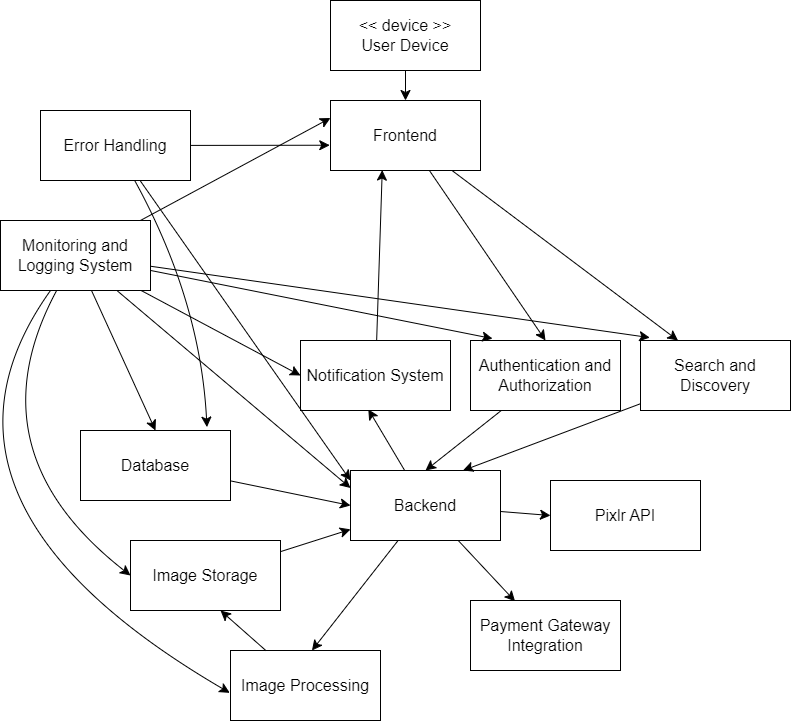 << device >>
User Device
Frontend
Error Handling
Monitoring and
Logging System
Notification System
Authentication and
Authorization
Search and
Discovery
Database
Backend
Pixlr API
Image Storage
Payment Gateway
Integration
Image Processing